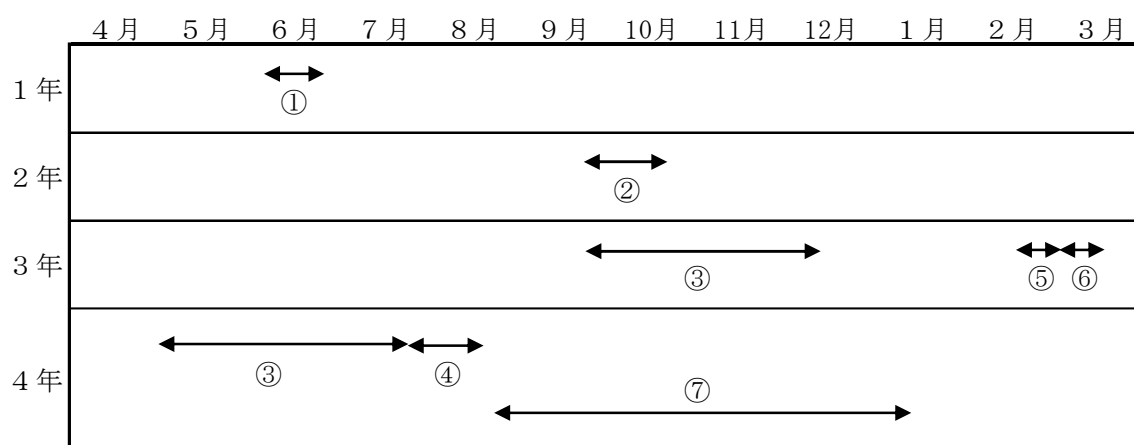 4月 5月 6月 7月 8月 9月 10月 11月 12月 1月 2月 3月
1年
①
2年
②
3年
③ ⑤ ⑥
4年
③ ④ ⑦